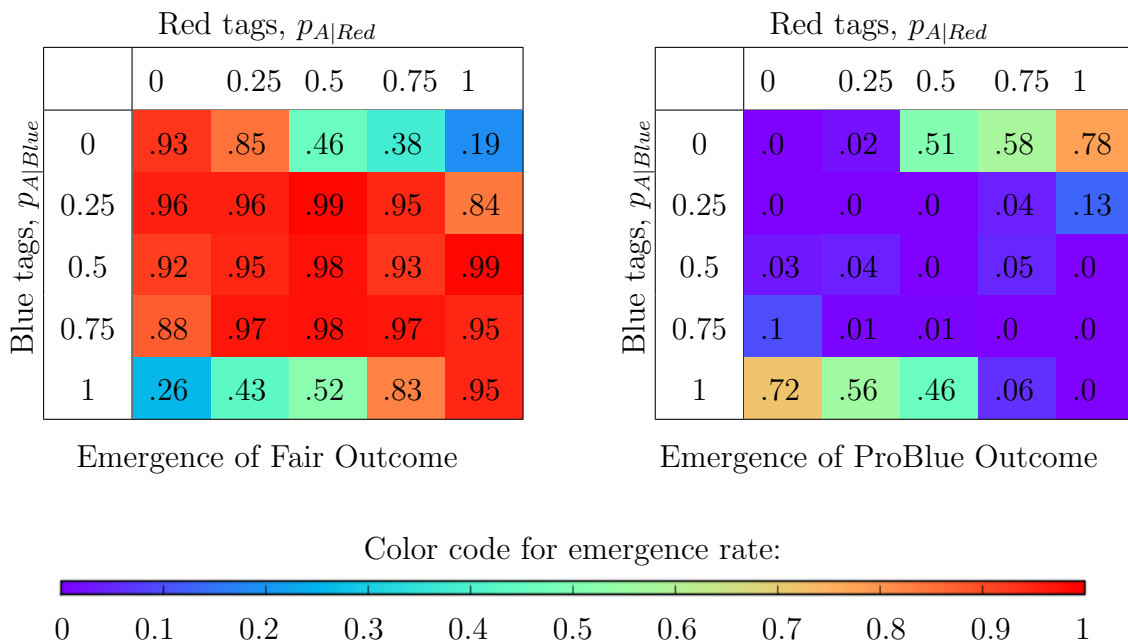 Red tags, p_{A|Red}
0 0.25 0.5 0.75 1
Blue tags, p_{A|Blue}
0 .93 .85 .46 .38 .19
0.25 .96 .96 .99 .95 .84
0.5 .92 .95 .98 .93 .99
0.75 .88 .97 .98 .97 .95
1 .26 .43 .52 .83 .95
Emergence of Fair Outcome
Red tags, p_{A|Red}
0 0.25 0.5 0.75 1
Blue tags, p_{A|Blue}
0 .0 .02 .51 .58 .78
0.25 .0 .0 .0 .04 .13
0.5 .03 .04 .0 .05 .0
0.75 .1 .01 .01 .0 .0
1 .72 .56 .46 .06 .0
Emergence of ProBlue Outcome
Color code for emergence rate:
0 0.1 0.2 0.3 0.4 0.5 0.6 0.7 0.8 0.9 1